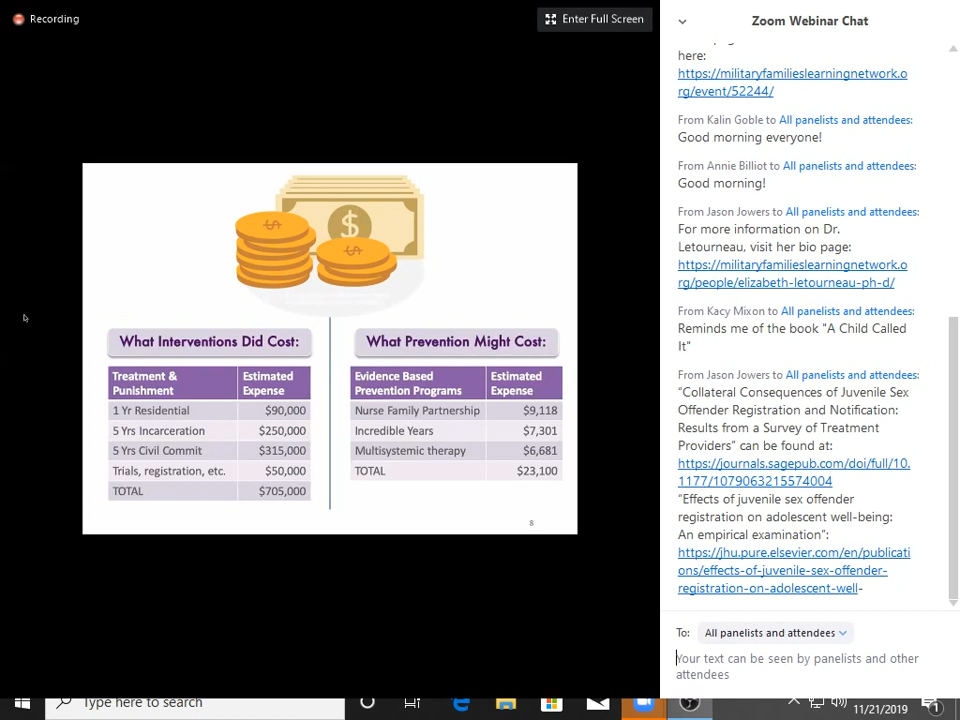 Recording
Enter Full Screen
$
$
$
What Interventions Did Cost:
Treatment & Punishment Estimated Expense
1 Yr Residential $90,000
5 Yrs Incarceration $250,000
5 Yrs Civil Commit $315,000
Trials, registration, etc. $50,000
TOTAL $705,000
What Prevention Might Cost:
Evidence Based Prevention Programs Estimated Expense
Nurse Family Partnership $9,118
Incredible Years $7,301
Multisystemic therapy $6,681
TOTAL $23,100
8
Zoom Webinar Chat
here:
https://militaryfamilieslearningnetwork.o
rg/event/52244/
From Kalin Goble to All panelists and attendees:
Good morning everyone!
From Annie Billiot to All panelists and attendees:
Good morning!
From Jason Jowers to All panelists and attendees:
For more information on Dr.
Letourneau, visit her bio page:
https://militaryfamilieslearningnetwork.o
rg/people/elizabeth-letourneau-ph-d/
From Kacy Mixon to All panelists and attendees:
Reminds me of the book "A Child Called
It"
From Jason Jowers to All panelists and attendees:
“Collateral Consequences of Juvenile Sex
Offender Registration and Notification:
Results from a Survey of Treatment
Providers” can be found at:
https://journals.sagepub.com/doi/full/10.
1177/1079063215574004
“Effects of juvenile sex offender
registration on adolescent well-being:
An empirical examination”:
https://jhu.pure.elsevier.com/en/publicati
ons/effects-of-juvenile-sex-offender-
registration-on-adolescent-well-
To: All panelists and attendees
Your text can be seen by panelists and other
attendees
Type here to search
11/21/2019
1